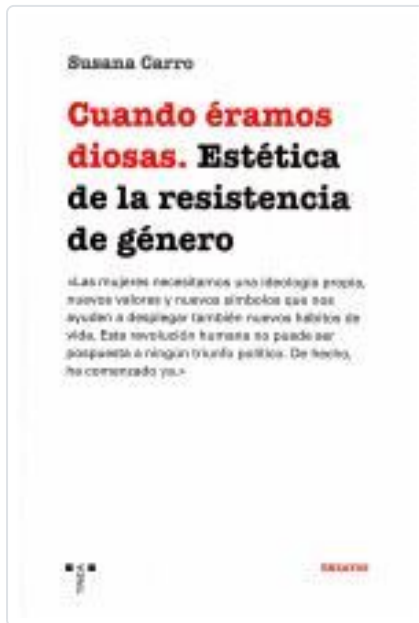 Susana Carro
Cuando éramos
diosas. Estética
de la resistencia
de género
«Las mujeres necesitamos una ideología propia,
nuevos valores y nuevos símbolos que nos
ayuden a desplegar también nuevos hábitos de
vida. Esta revolución humana no puede ser
pospuesta a ningún triunfo político. De hecho,
ha comenzado ya.»
TREA